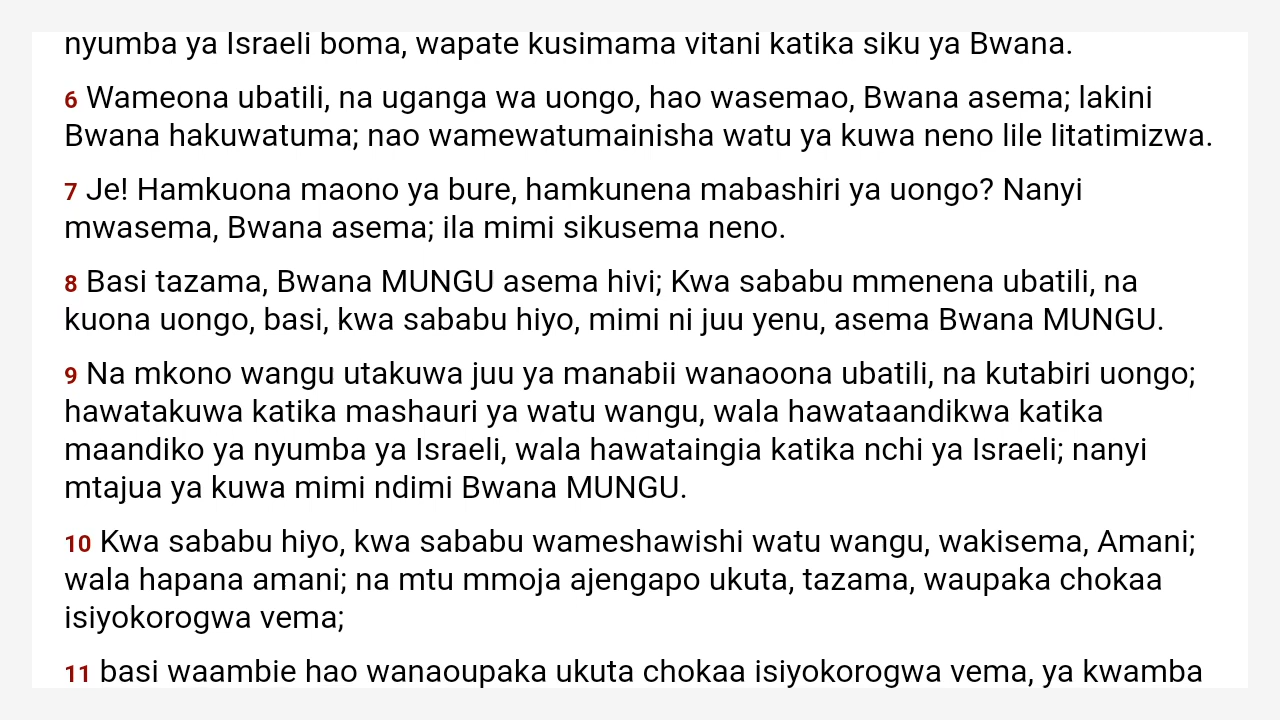 nyumba ya Israeli boma, wapate kusimama vitani katika siku ya Bwana.
6 Wameona ubatili, na uganga wa uongo, hao wasemao, Bwana asema; lakini
Bwana hakuwatuma; nao wamewatumainisha watu ya kuwa neno lile litatimizwa.
7 Je! Hamkuona maono ya bure, hamkunena mabashiri ya uongo? Nanyi
mwasema, Bwana asema; ila mimi sikusema neno.
8 Basi tazama, Bwana MUNGU asema hivi; Kwa sababu mmenena ubatili, na
kuona uongo, basi, kwa sababu hiyo, mimi ni juu yenu, asema Bwana MUNGU.
9 Na mkono wangu utakuwa juu ya manabii wanaoona ubatili, na kutabiri uongo;
hawatakuwa katika mashauri ya watu wangu, wala hawataandikwa katika
maandiko ya nyumba ya Israeli, wala hawataingia katika nchi ya Israeli; nanyi
mtajua ya kuwa mimi ndimi Bwana MUNGU.
10 Kwa sababu hiyo, kwa sababu wameshawishi watu wangu, wakisema, Amani;
wala hapana amani; na mtu mmoja ajengapo ukuta, tazama, waupaka chokaa
isiyokorogwa vema;
11 basi waambie hao wanaoupaka ukuta chokaa isiyokorogwa vema, ya kwamba